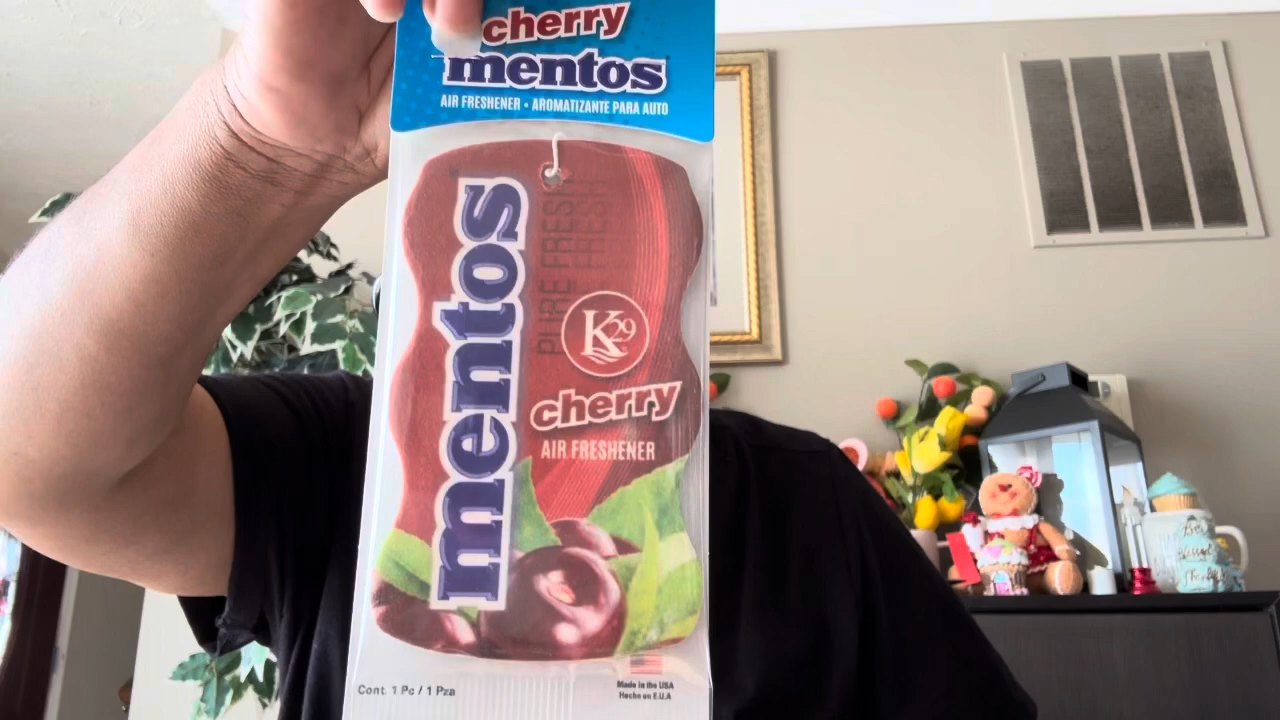 cherry
mentos
AIR FRESHENER • AROMATIZANTE PARA AUTO
mentos
PURE FRESH
FRESH
K29
cherry
AIR FRESHENER
Cont. 1 Pc / 1 Pza
Made in the USA
Hecho en E.U.A